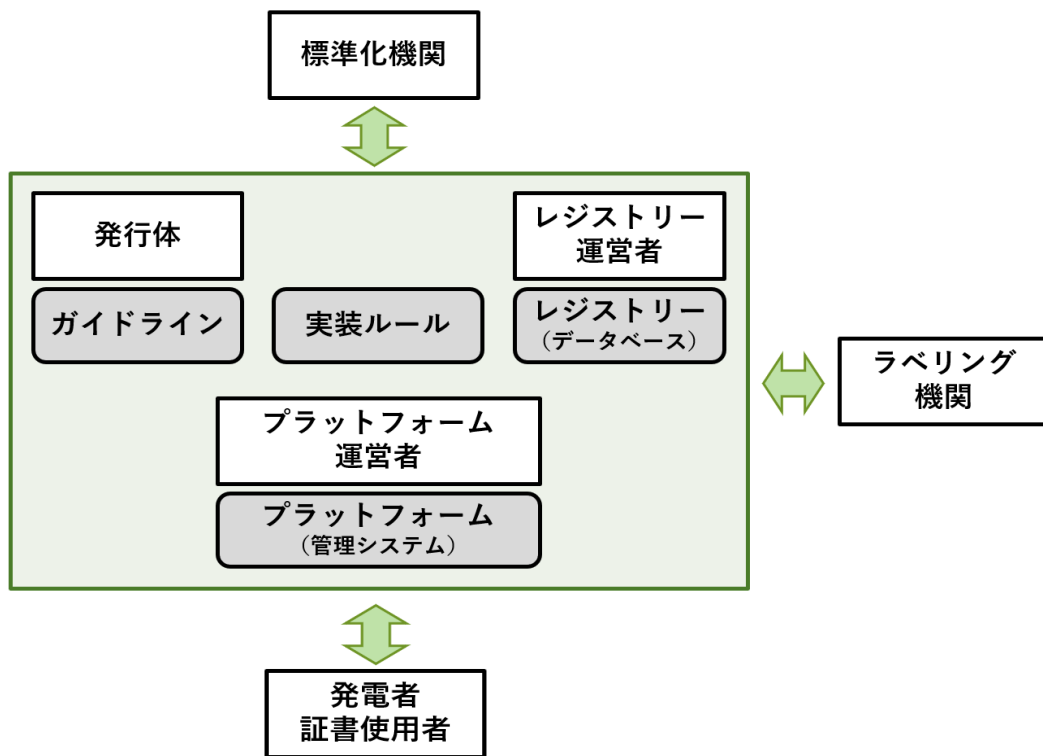 標準化機関
発行体
ガイドライン
実装ルール
レジストリー
運営者
レジストリー
（データベース）
プラットフォーム
運営者
プラットフォーム
（管理システム）
ラベリング
機関
発電者
証書使用者